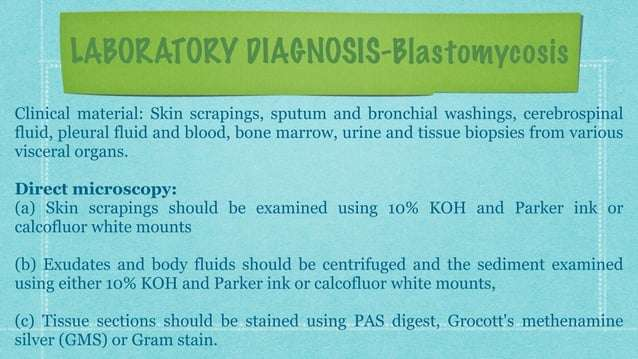 LABORATORY DIAGNOSIS-Blastomycosis
Clinical material: Skin scrapings, sputum and bronchial washings, cerebrospinal
fluid, pleural fluid and blood, bone marrow, urine and tissue biopsies from various
visceral organs.
Direct microscopy:
(a) Skin scrapings should be examined using 10% KOH and Parker ink or
calcofluor white mounts
(b) Exudates and body fluids should be centrifuged and the sediment examined
using either 10% KOH and Parker ink or calcofluor white mounts,
(c) Tissue sections should be stained using PAS digest, Grocott's methenamine
silver (GMS) or Gram stain.